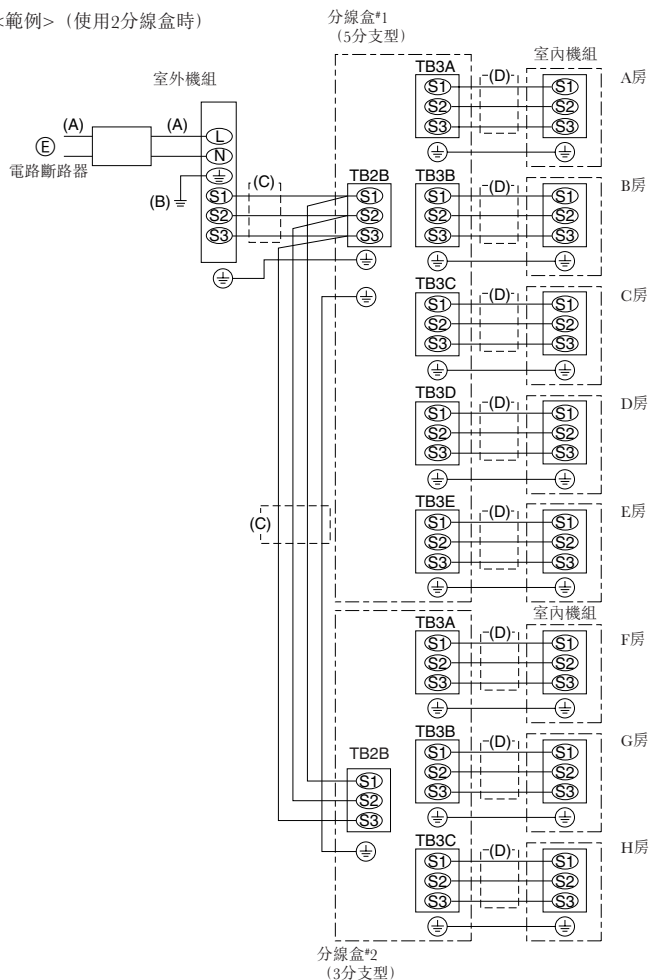 <範例>（使用2分線盒時）
分線盒#1
（5分支型）
室外機組
室內機組
TB3A
(D)
A房
S1
S1
S2
S2
S3
S3
(A)
(A)
L
N
E
電路斷路器
(B)
(C)
S1
S2
S3
TB2B
S1
S2
S3
TB3B
(D)
B房
S1
S1
S2
S2
S3
S3
TB3C
(D)
C房
S1
S1
S2
S2
S3
S3
TB3D
(D)
D房
S1
S1
S2
S2
S3
S3
TB3E
(D)
E房
S1
S1
S2
S2
S3
S3
(C)
室內機組
TB3A
(D)
F房
S1
S1
S2
S2
S3
S3
TB2B
S1
S2
S3
TB3B
(D)
G房
S1
S1
S2
S2
S3
S3
TB3C
(D)
H房
S1
S1
S2
S2
S3
S3
分線盒#2
（3分支型）